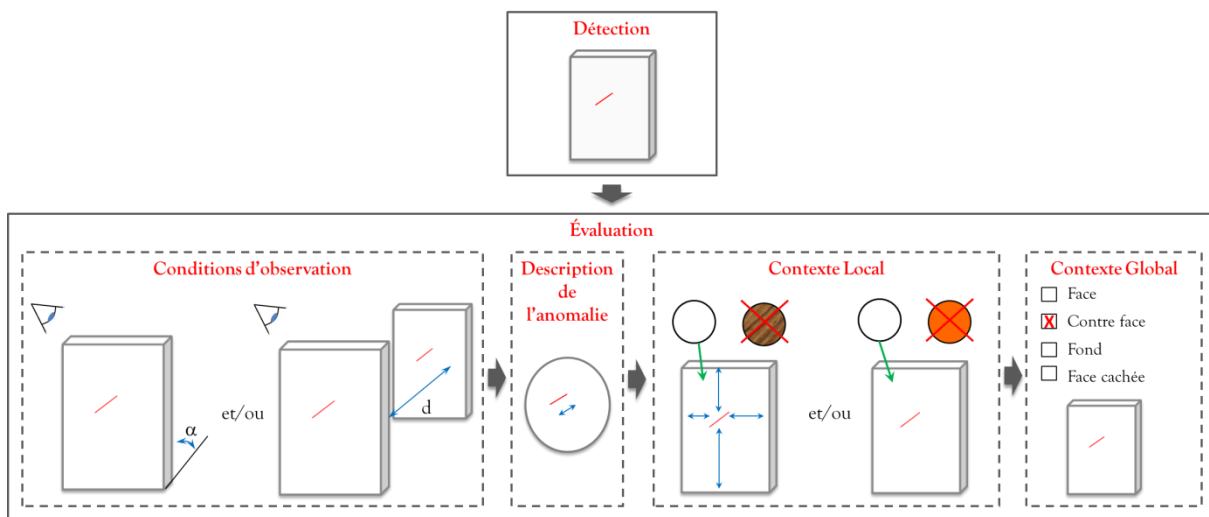 Détection
Évaluation
Conditions d'observation
α
et/ou
d
Description
de
l'anomalie
Contexte Local
et/ou
Contexte Global
Face
X Contre face
Fond
Face cachée